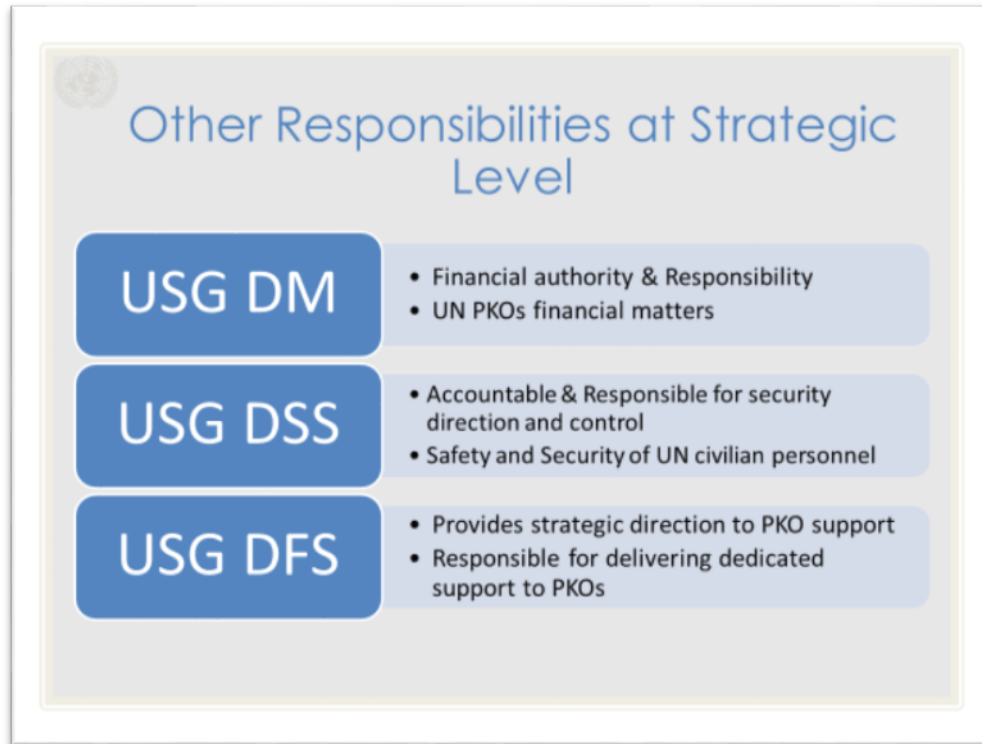 Other Responsibilities at Strategic
Level
USG DM
• Financial authority & Responsibility
• UN PKOs financial matters
USG DSS
• Accountable & Responsible for security
direction and control
• Safety and Security of UN civilian personnel
USG DFS
• Provides strategic direction to PKO support
• Responsible for delivering dedicated
support to PKOs